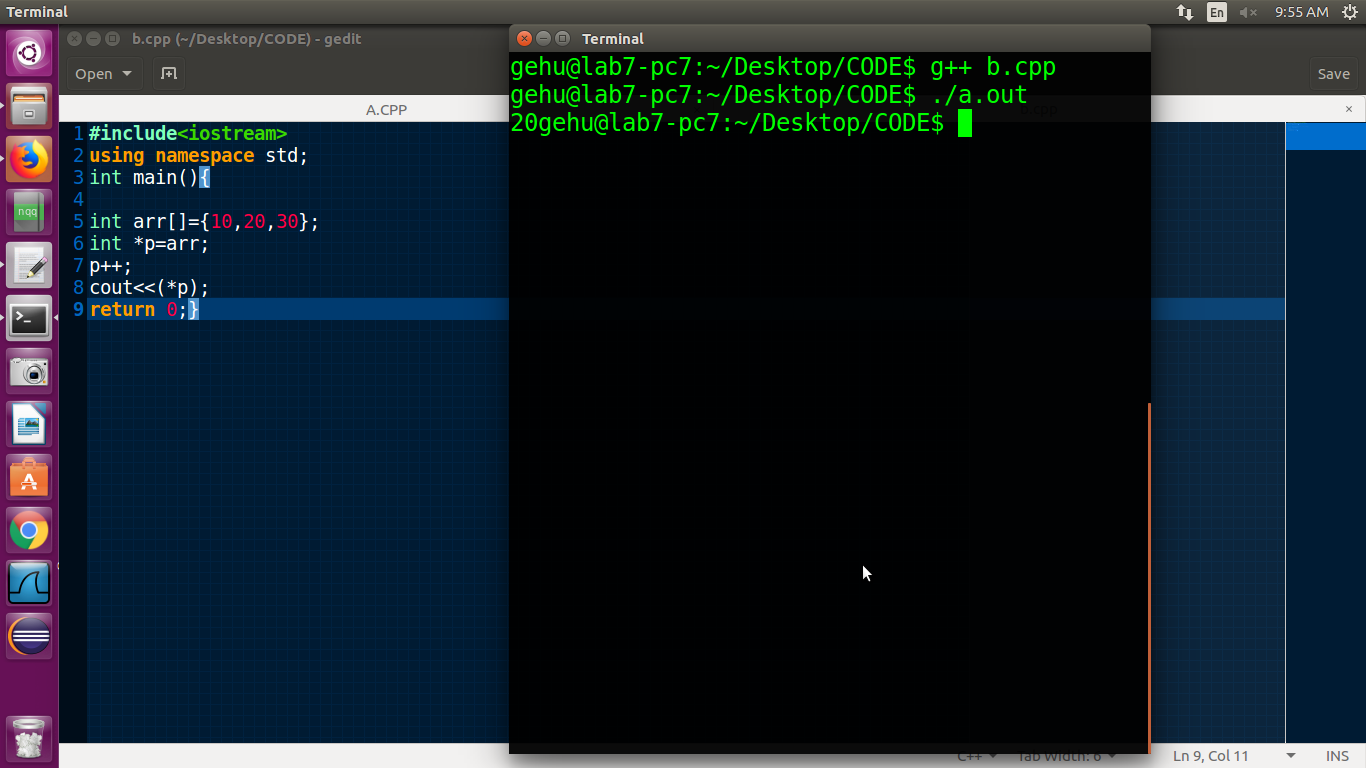 Terminal
En
9:55 AM
b.cpp (~/Desktop/CODE) - gedit
Open
Save
A.CPP
b.cpp
×
1 #include<iostream>
2 using namespace std;
3 int main(){
4
5 int arr[]={10,20,30};
6 int *p=arr;
7 p++;
8 cout<<(*p);
9 return 0;}
Terminal
gehu@lab7-pc7:~/Desktop/CODE$ g++ b.cpp
gehu@lab7-pc7:~/Desktop/CODE$ ./a.out
20gehu@lab7-pc7:~/Desktop/CODE$
nqq
>_
A
C++
Tab Width: 6
Ln 9, Col 11
INS